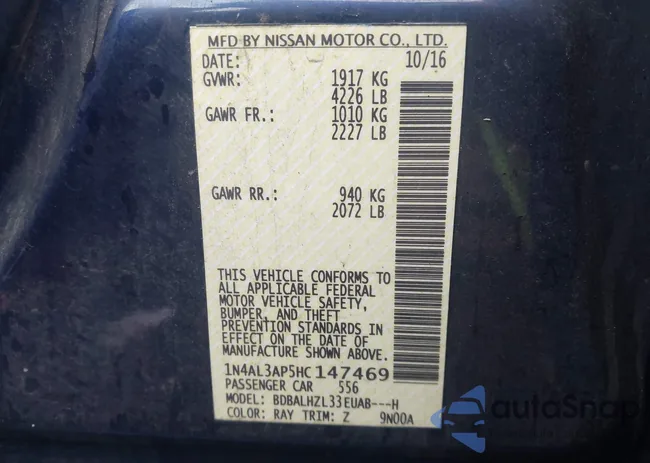 MFD BY NISSAN MOTOR CO., LTD.
DATE: 10/16
GVWR: 1917 KG
4226 LB
GAWR FR.: 1010 KG
2227 LB
GAWR RR.: 940 KG
2072 LB
THIS VEHICLE CONFORMS TO
ALL APPLICABLE FEDERAL
MOTOR VEHICLE SAFETY,
BUMPER, AND THEFT
PREVENTION STANDARDS IN
EFFECT ON THE DATE OF
MANUFACTURE SHOWN ABOVE.
1N4AL3AP5HC147469
PASSENGER CAR 556
MODEL: BDBALHZL33EUAB---H
COLOR: RAY TRIM: Z 9N00A
autoSnap